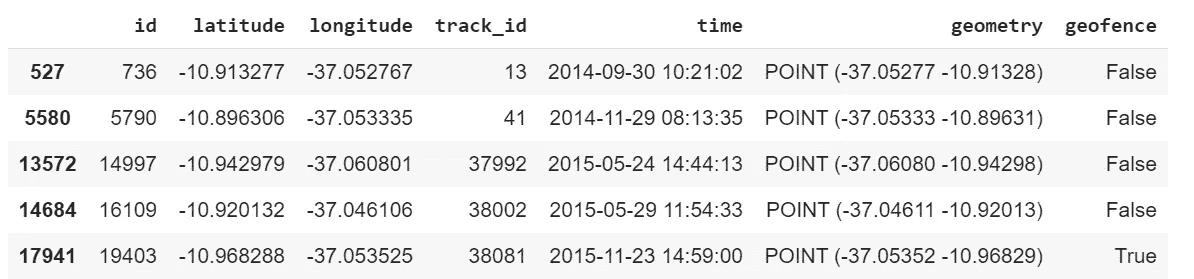 id latitude longitude track_id time geometry geofence
527 736 -10.913277 -37.052767 13 2014-09-30 10:21:02 POINT (-37.05277 -10.91328) False
5580 5790 -10.896306 -37.053335 41 2014-11-29 08:13:35 POINT (-37.05333 -10.89631) False
13572 14997 -10.942979 -37.060801 37992 2015-05-24 14:44:13 POINT (-37.06080 -10.94298) False
14684 16109 -10.920132 -37.046106 38002 2015-05-29 11:54:33 POINT (-37.04611 -10.92013) False
17941 19403 -10.968288 -37.053525 38081 2015-11-23 14:59:00 POINT (-37.05352 -10.96829) True